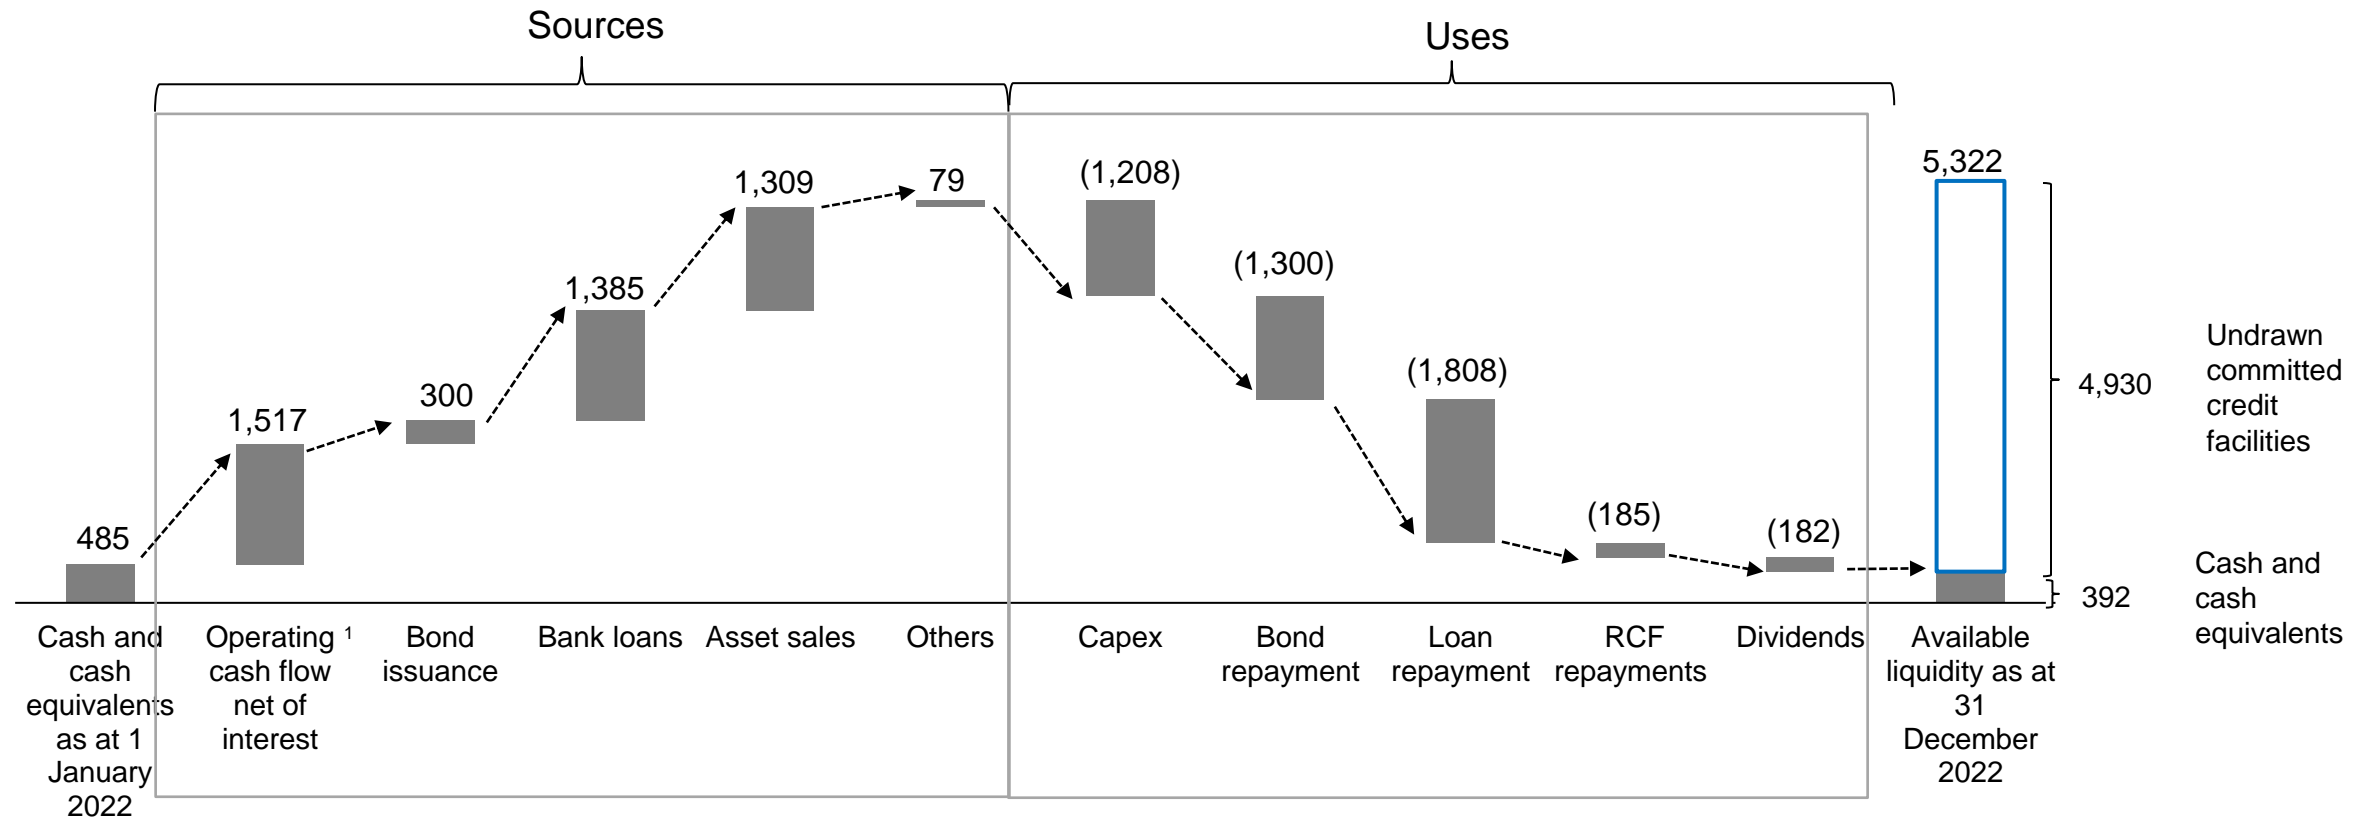 Sources
Uses
485
1,517
300
1,385
1,309
79
(1,208)
(1,300)
(1,808)
(185)
(182)
5,322
4,930
392
Undrawn
committed
credit
facilities
Cash and
cash
equivalents
Cash and
cash
equivalents
as at 1
January
2022
Operating 1
cash flow
net of
interest
Bond
issuance
Bank loans
Asset sales
Others
Capex
Bond
repayment
Loan
repayment
RCF
repayments
Dividends
Available
liquidity as at
31
December
2022